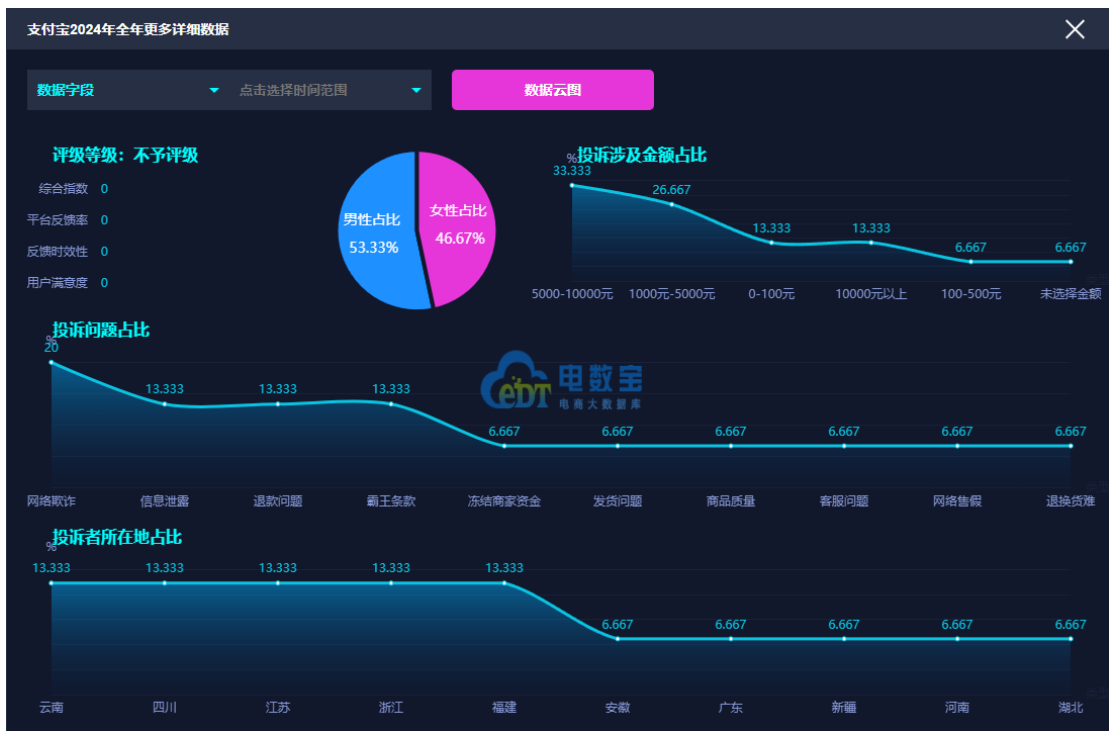 支付宝2024年全年更多详细数据
数据字段 点击选择时间范围 数据云图
评级等级：不予评级
综合指数 0
平台反馈率 0
反馈时效性 0
用户满意度 0
男性占比
53.33%
女性占比
46.67%
投诉涉及金额占比
%
33.333 26.667 13.333 13.333 6.667 6.667
5000-10000元 1000元-5000元 0-100元 10000元以上 100-500元 未选择金额
投诉问题占比
%
20 13.333 13.333 13.333 6.667 6.667 6.667 6.667 6.667 6.667
网络欺诈 信息泄露 退款问题 霸王条款 冻结商家资金 发货问题 商品质量 客服问题 网络售假 退换货难
eDT 电数宝
电商大数据库
投诉者所在地占比
%
13.333 13.333 13.333 13.333 13.333 6.667 6.667 6.667 6.667 6.667
云南 四川 江苏 浙江 福建 安徽 广东 新疆 河南 湖北